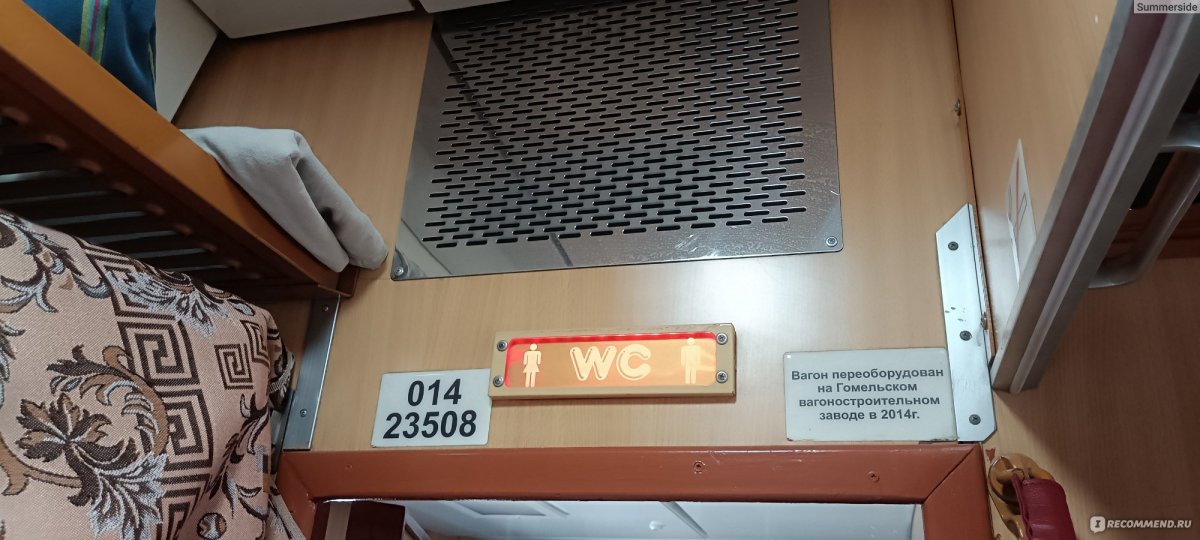 Summerside
WC
014
23508
Вагон переоборудован
на Гомельском
вагоностроительном
заводе в 2014г.
I RECOMMEND.RU